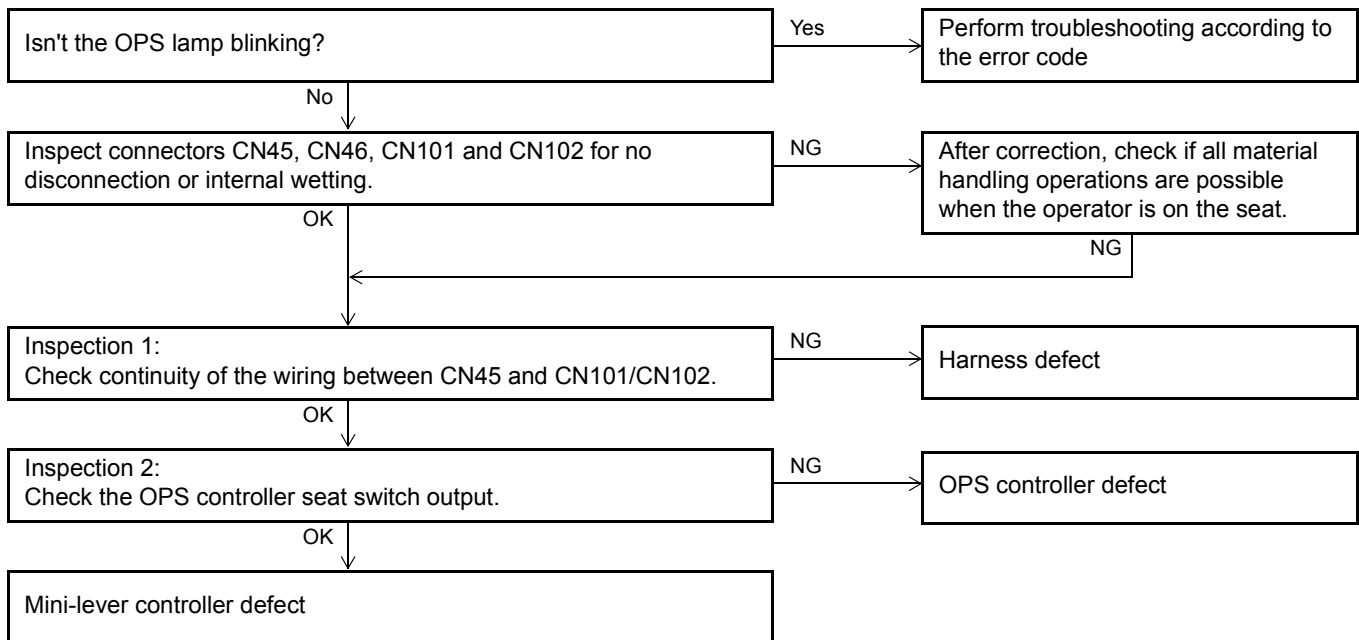 Isn't the OPS lamp blinking?
Yes
Perform troubleshooting according to
the error code
No
Inspect connectors CN45, CN46, CN101 and CN102 for no
disconnection or internal wetting.
NG
After correction, check if all material
handling operations are possible
when the operator is on the seat.
OK
NG
Inspection 1:
Check continuity of the wiring between CN45 and CN101/CN102.
NG
Harness defect
OK
Inspection 2:
Check the OPS controller seat switch output.
NG
OPS controller defect
OK
Mini-lever controller defect